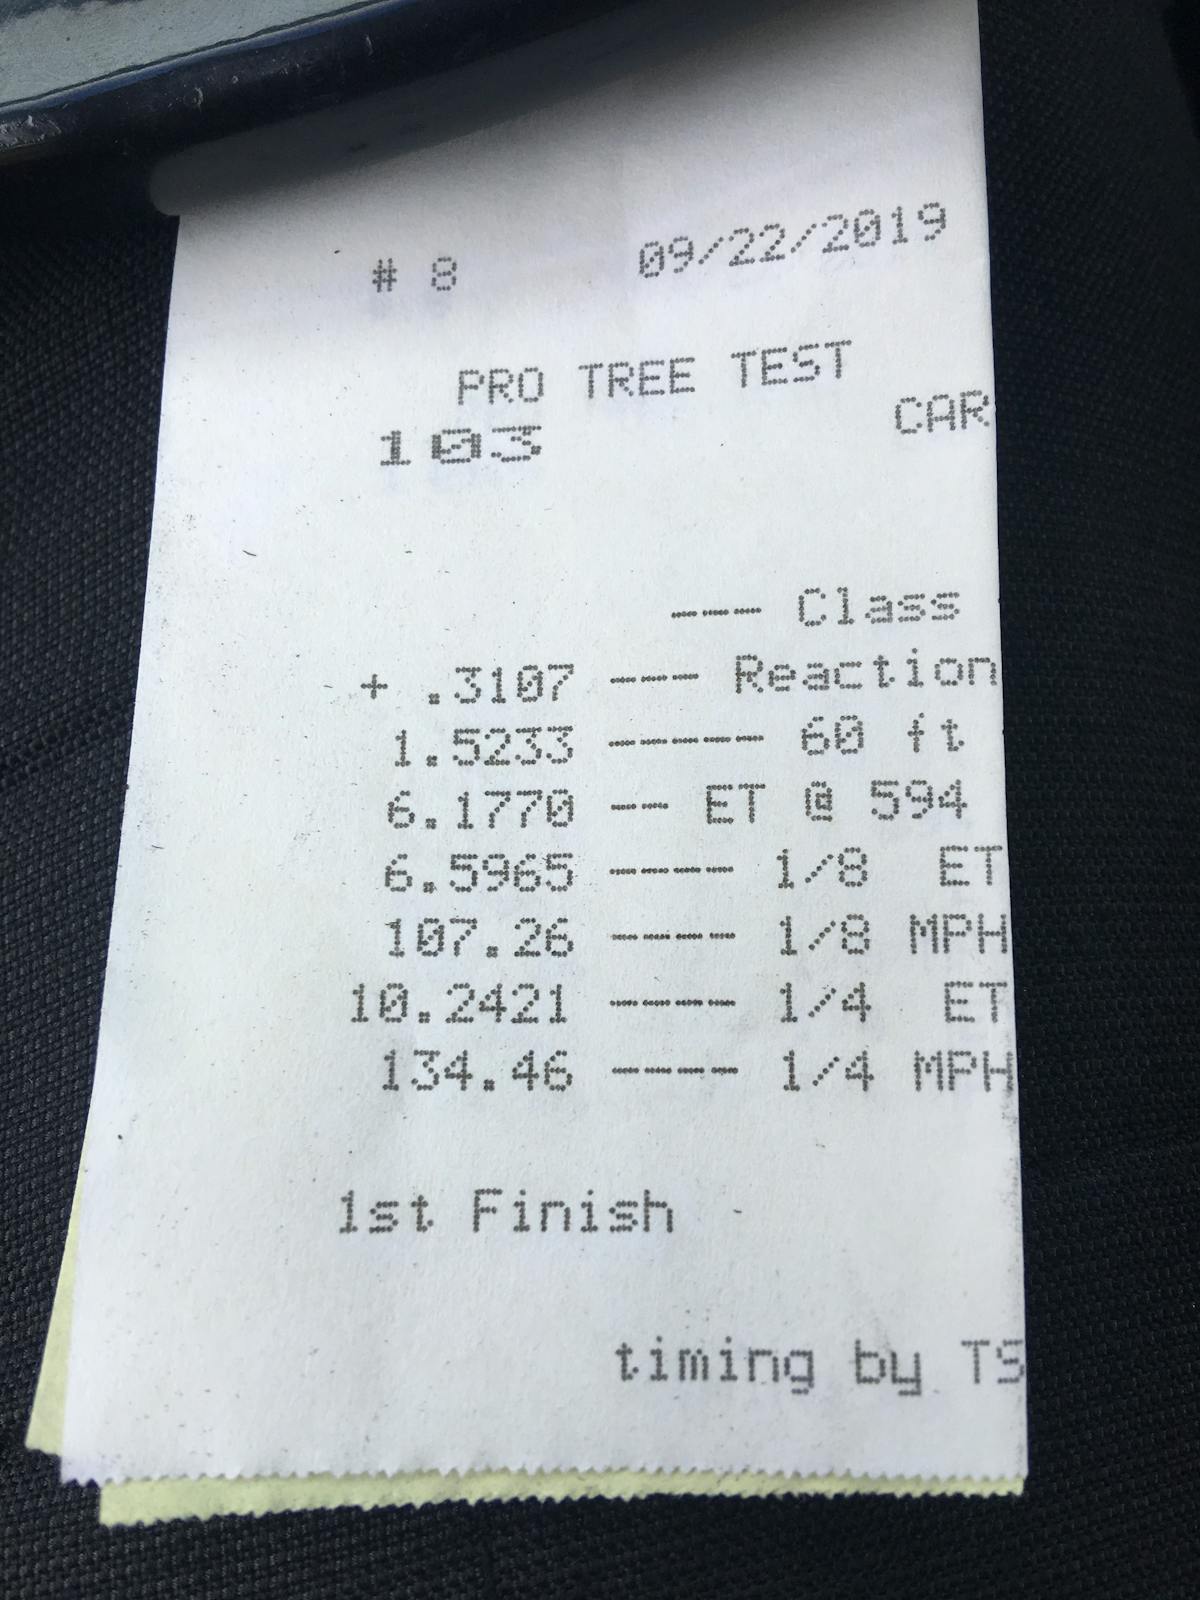 # 8 09/22/2019
PRO TREE TEST
103 CAR
--- Class
+ .3107 --- Reaction
1.5233 ----- 60 ft
6.1770 -- ET @ 594
6.5965 ---- 1/8 ET
107.26 ---- 1/8 MPH
10.2421 ---- 1/4 ET
134.46 ---- 1/4 MPH
1st Finish
timing by TS